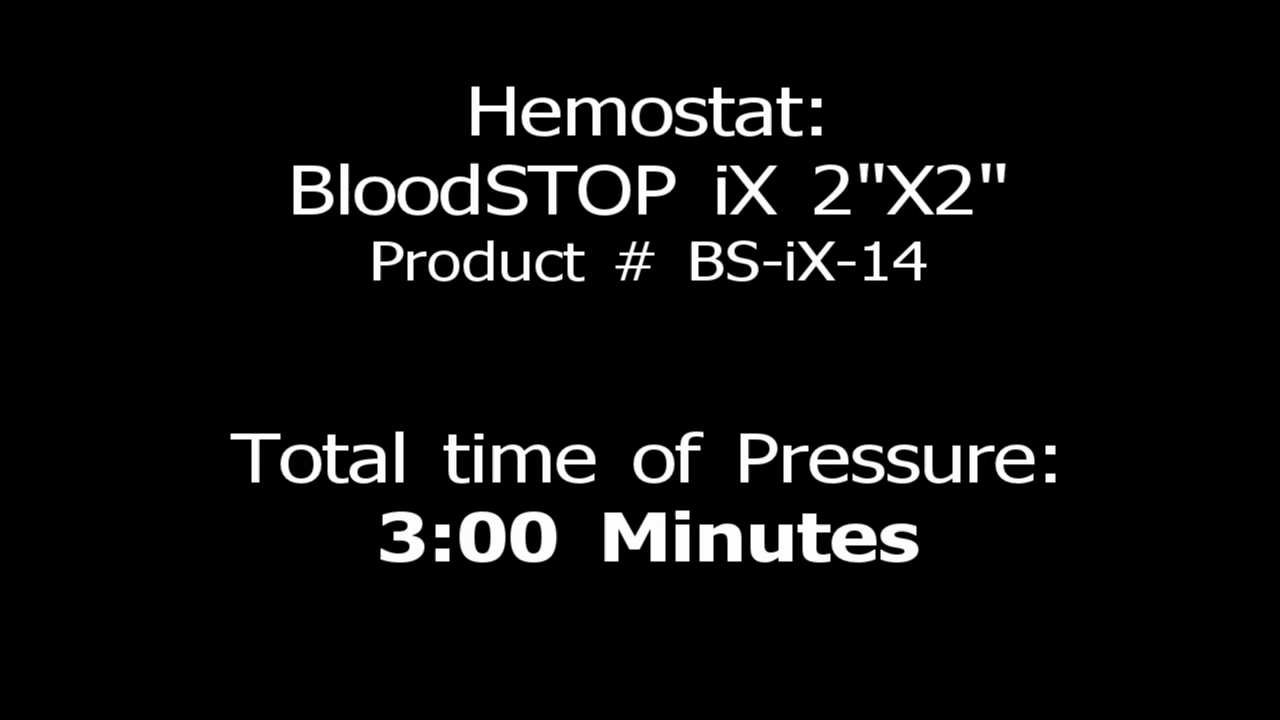 Hemostat:
BloodSTOP iX 2"X2"
Product # BS-iX-14
Total time of Pressure:
3:00 Minutes